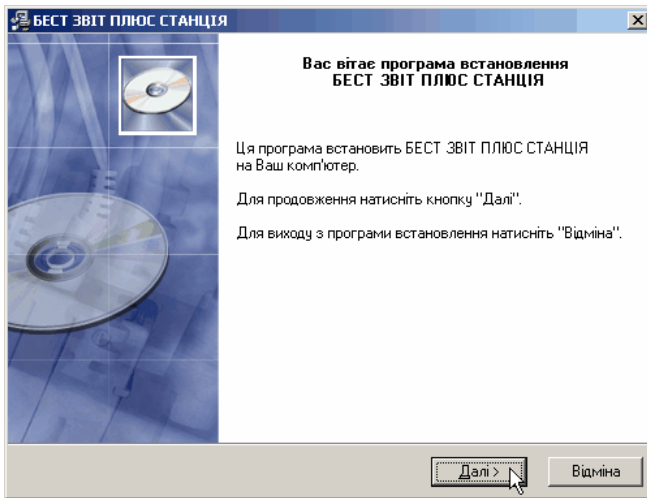 БЕСТ ЗВІТ ПЛЮС СТАНЦІЯ
Вас вітає програма встановлення
БЕСТ ЗВІТ ПЛЮС СТАНЦІЯ
Ця програма встановить БЕСТ ЗВІТ ПЛЮС СТАНЦІЯ
на Ваш комп'ютер.
Для продовження натисніть кнопку "Далі".
Для виходу з програми встановлення натисніть "Відміна".
Далі >
Відміна